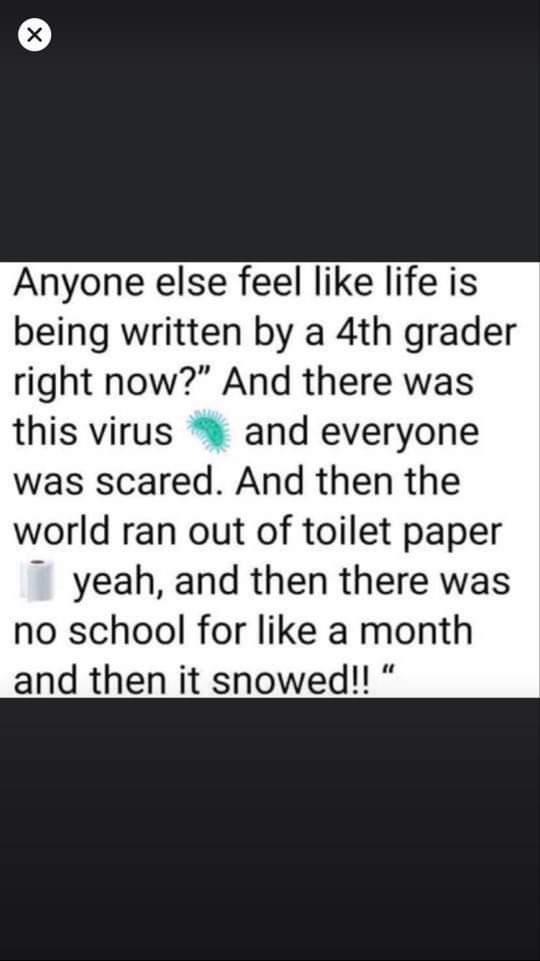 Anyone else feel like life is
being written by a 4th grader
right now?” And there was
this virus 🦠 and everyone
was scared. And then the
world ran out of toilet paper
🧻 yeah, and then there was
no school for like a month
and then it snowed!! “